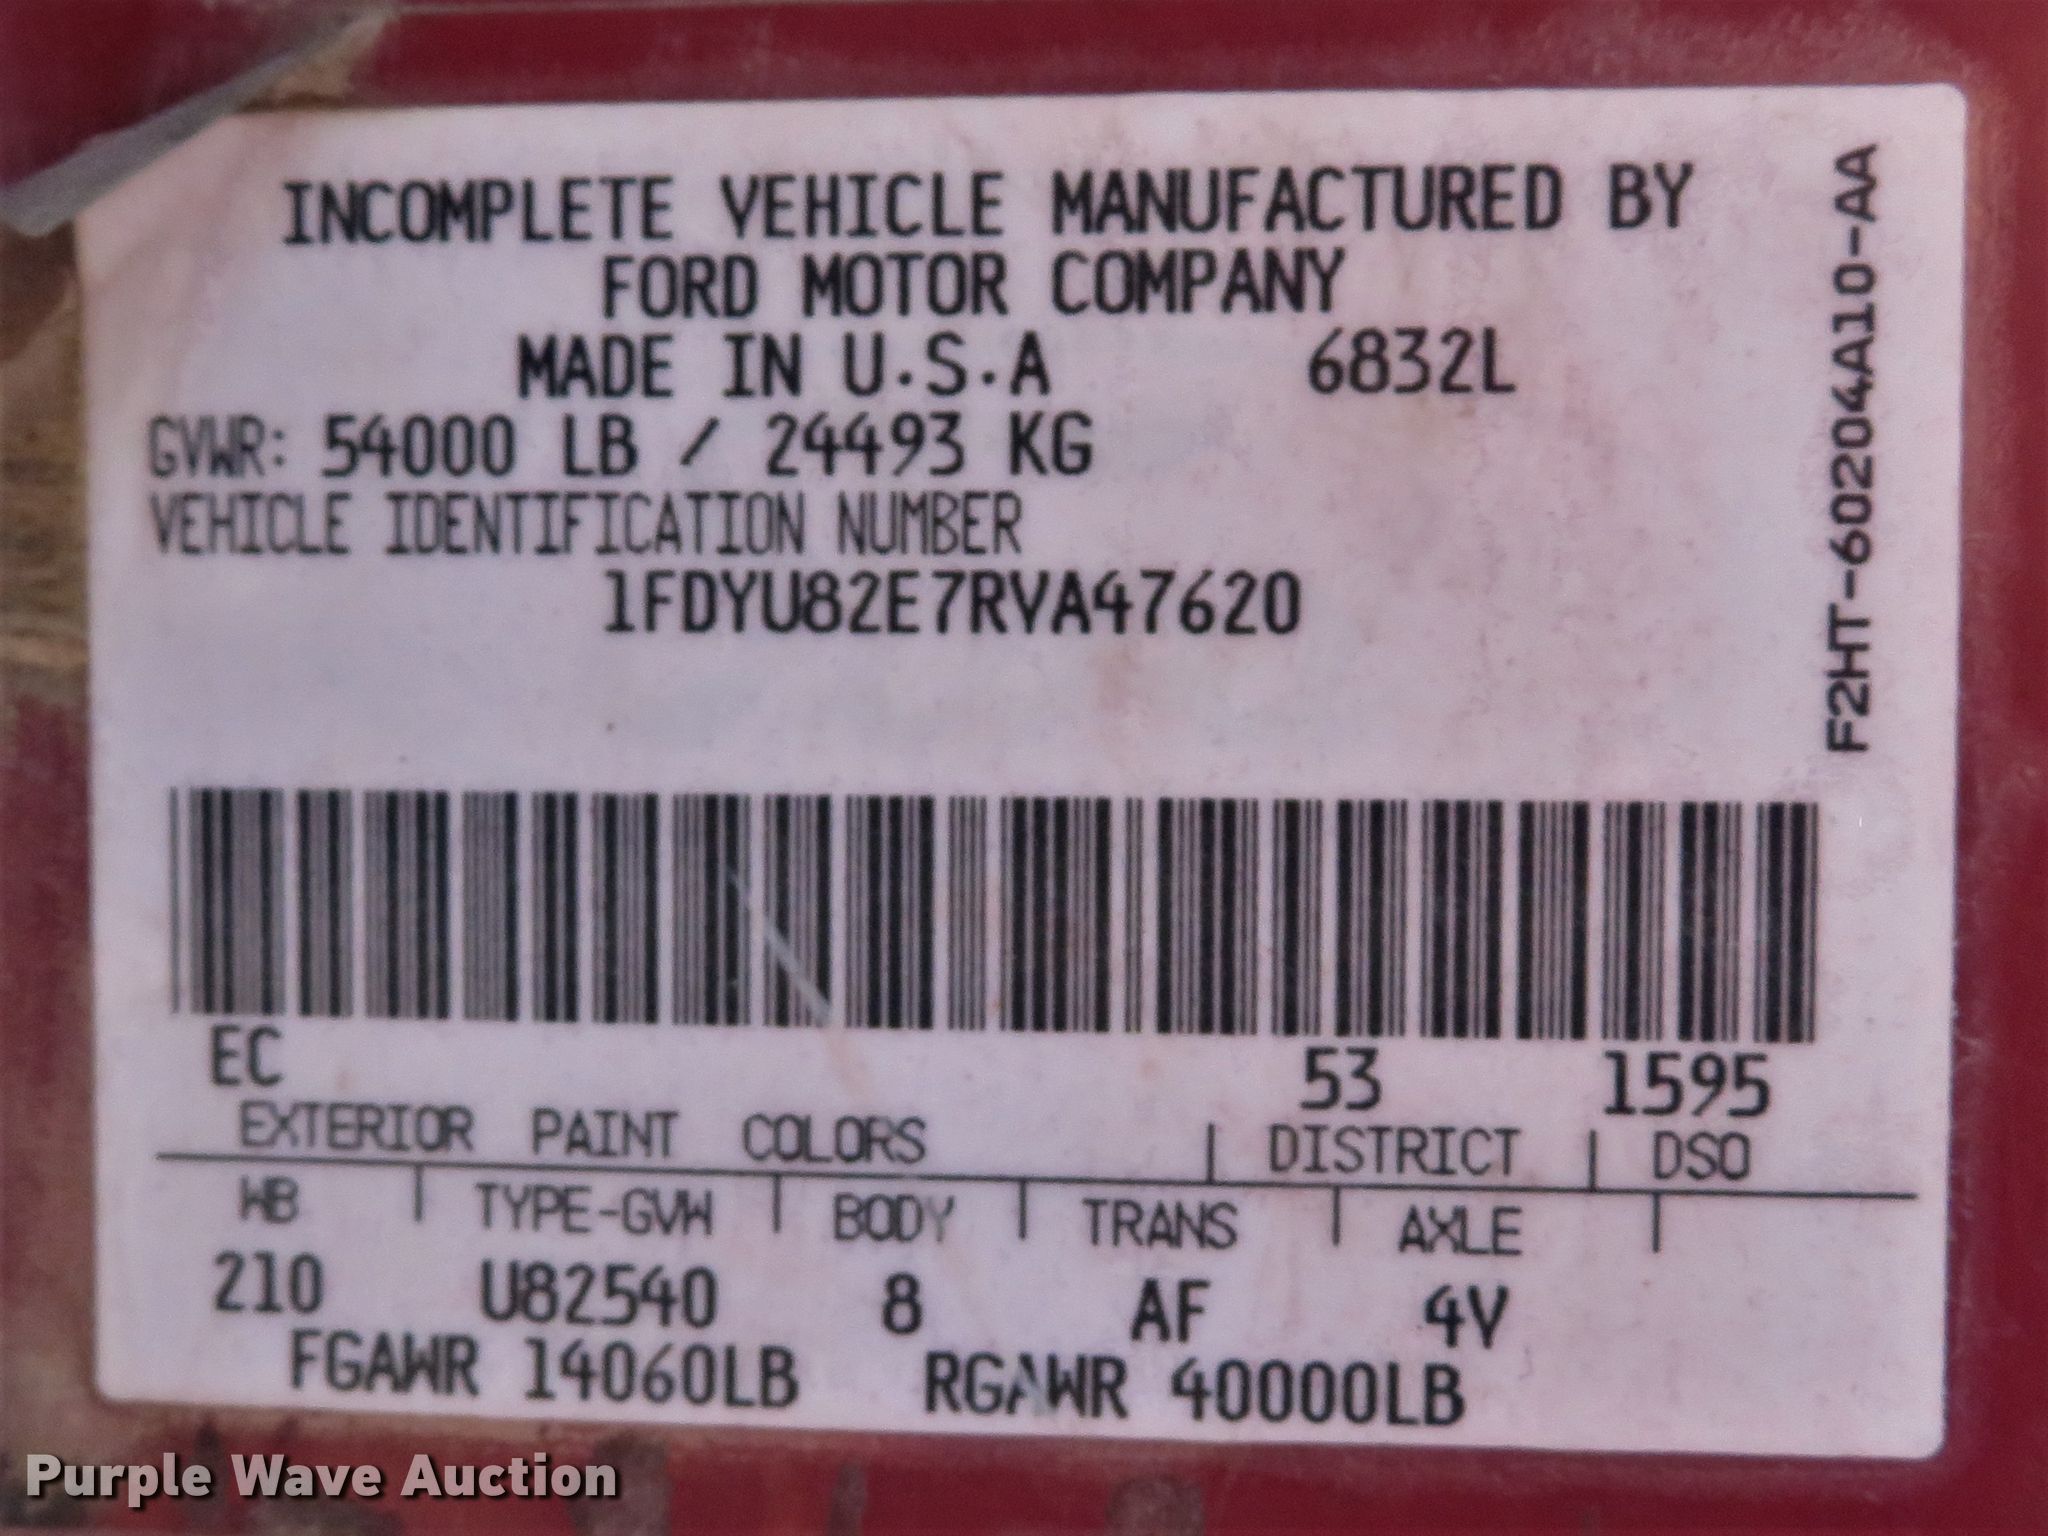 INCOMPLETE VEHICLE MANUFACTURED BY
FORD MOTOR COMPANY
MADE IN U.S.A 6832L
GVWR: 54000 LB / 24493 KG
VEHICLE IDENTIFICATION NUMBER
1FDYU82E7RVA47620
F2HT-60204A10-AA
EC 53 1595
EXTERIOR PAINT COLORS | DISTRICT | DSO
WB | TYPE-GVW | BODY | TRANS | AXLE |
210 U82540 8 AF 4V
FGAWR 14060LB RGAWR 40000LB
Purple Wave Auction